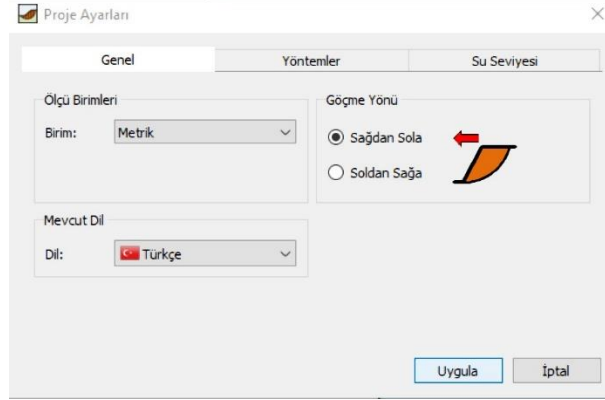 Proje Ayarları
Genel Yöntemler Su Seviyesi
Ölçü Birimleri
Birim: Metrik
Göçme Yönü
Sağdan Sola
Soldan Sağa
Mevcut Dil
Dil: Türkçe
Uygula İptal